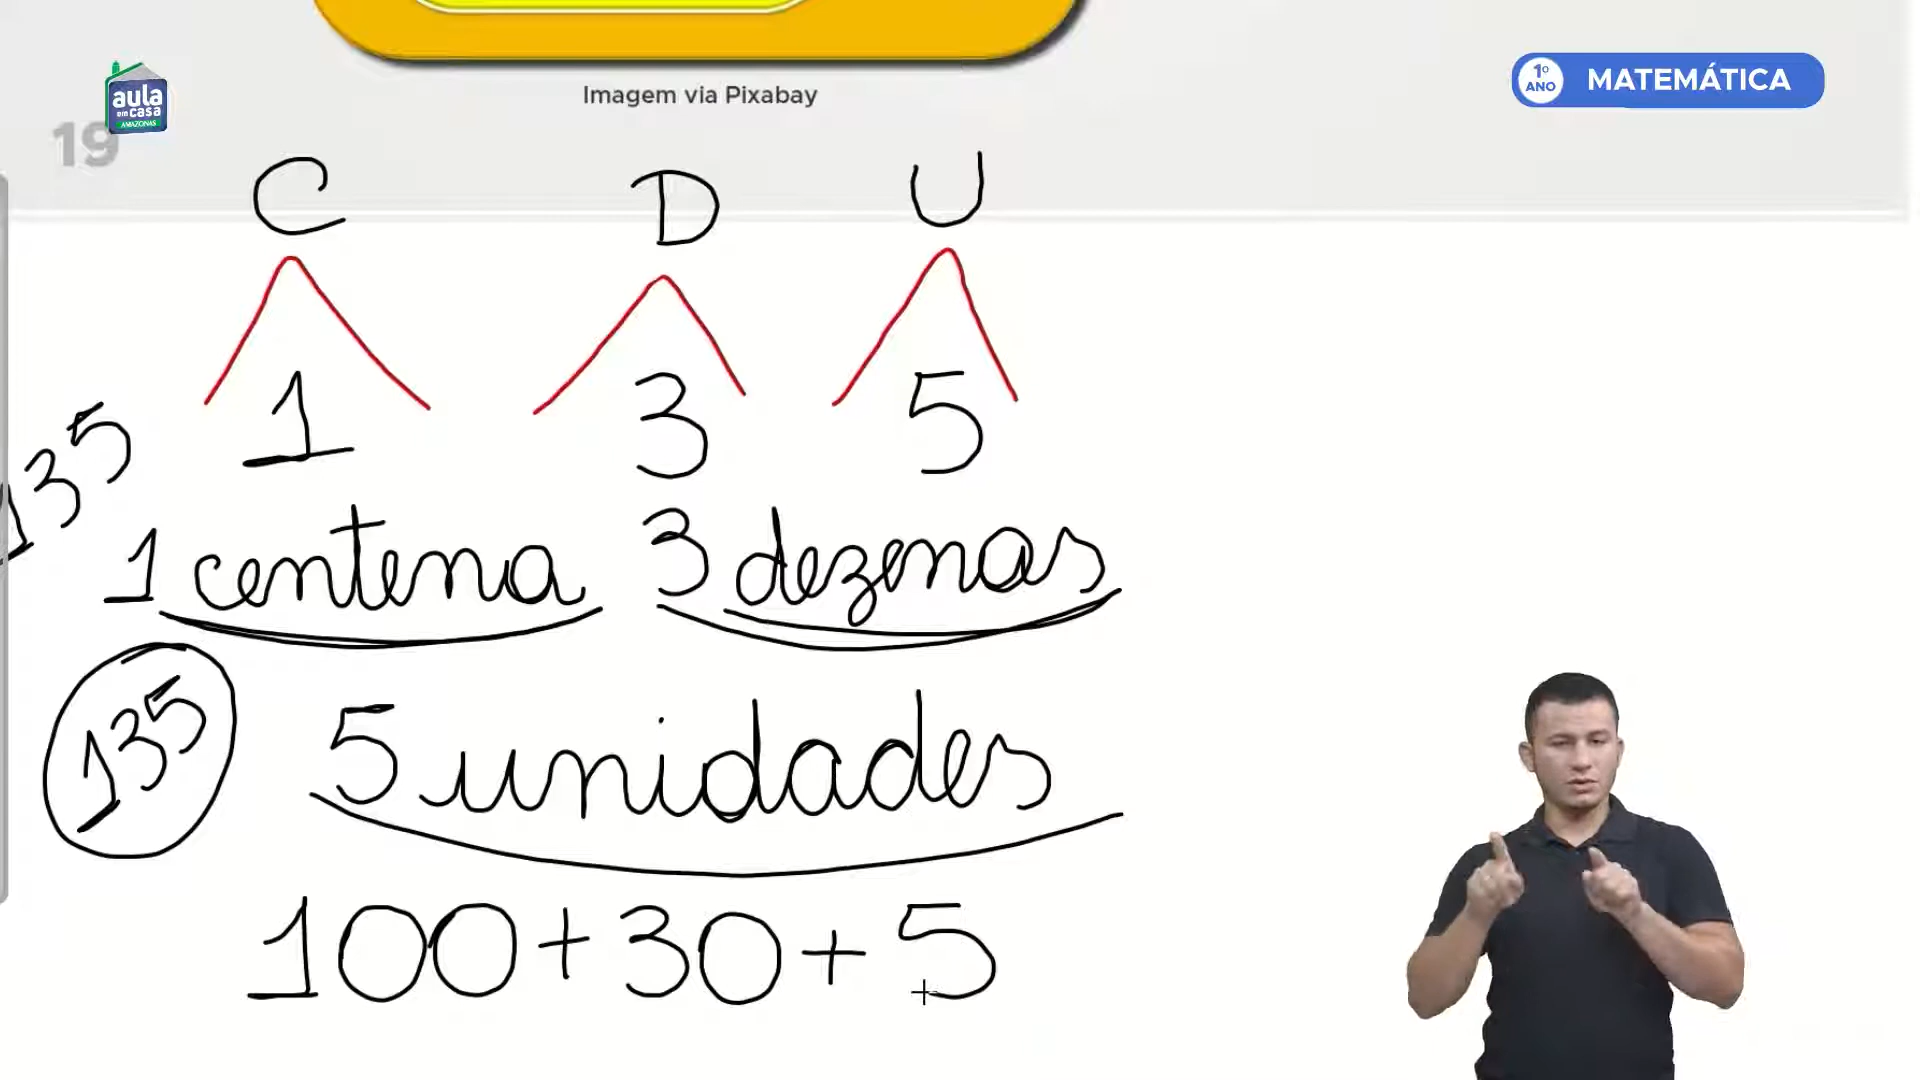 Imagem via Pixabay
1º ANO MATEMÁTICA
aula em casa AMAZONAS
19
C D U
1 3 5
135
1 centena 3 dezenas
135
5 unidades
100+30+5